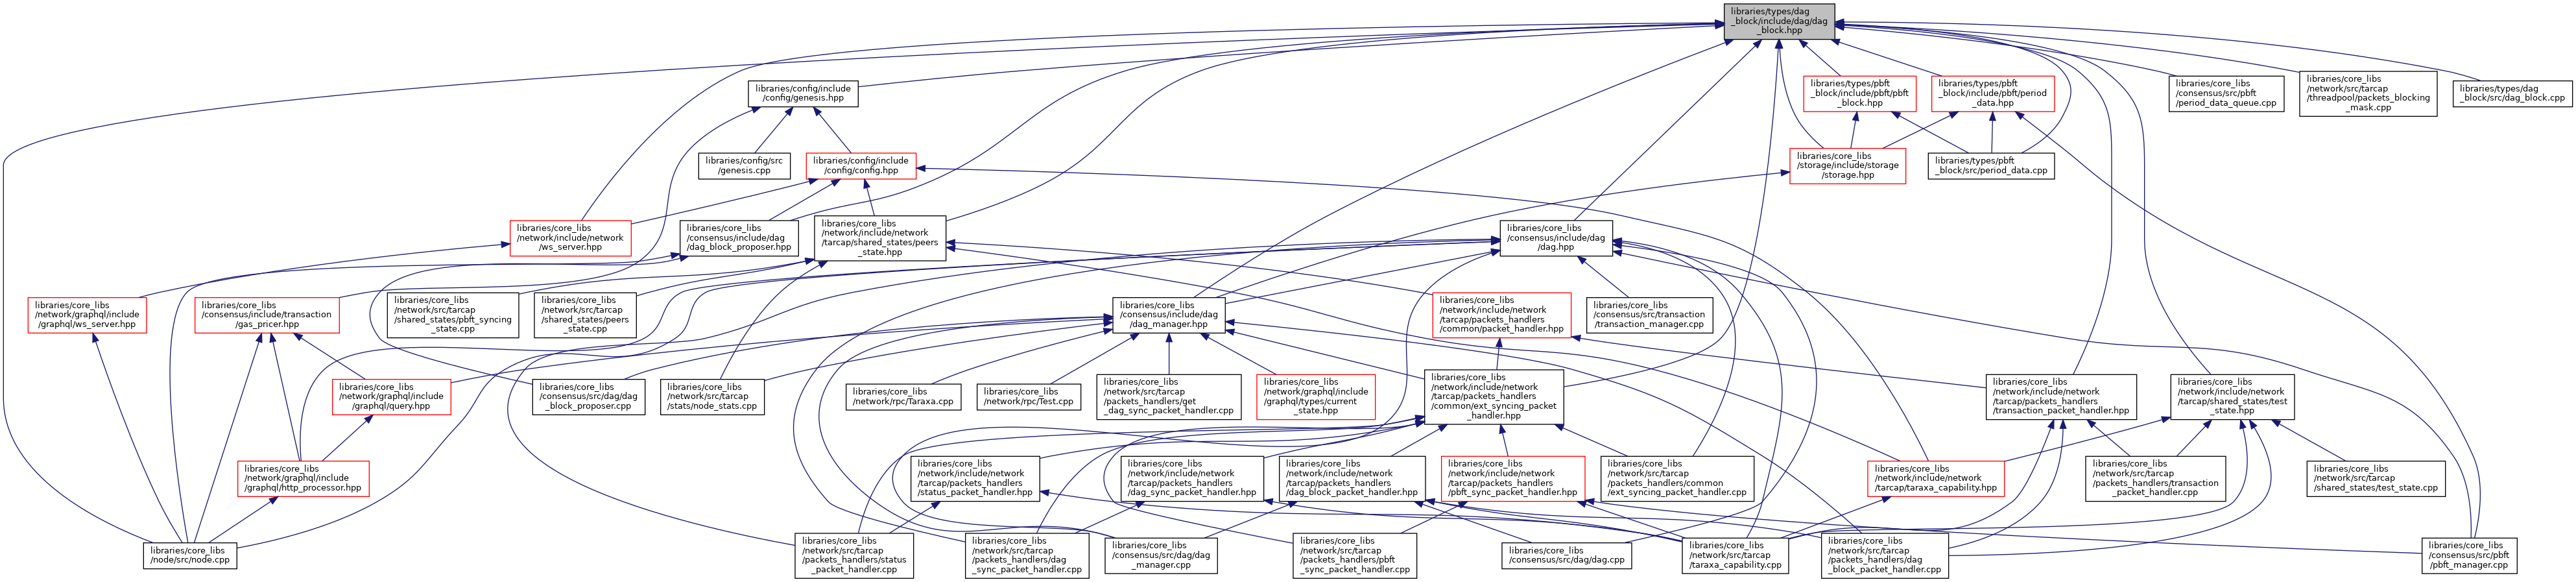 libraries/types/dag
_block/include/dag/dag
_block.hpp
libraries/config/include
/config/genesis.hpp
libraries/types/pbft
_block/include/pbft/pbft
_block.hpp
libraries/types/pbft
_block/include/pbft/period
_data.hpp
libraries/core_libs
/consensus/src/pbft
/period_data_queue.cpp
libraries/core_libs
/network/src/tarcap
/threadpool/packets_blocking
_mask.cpp
libraries/types/dag
_block/src/dag_block.cpp
libraries/config/src
/genesis.cpp
libraries/config/include
/config/config.hpp
libraries/core_libs
/storage/include/storage
/storage.hpp
libraries/types/pbft
_block/src/period_data.cpp
libraries/core_libs
/network/include/network
/ws_server.hpp
libraries/core_libs
/consensus/include/dag
/dag_block_proposer.hpp
libraries/core_libs
/network/include/network
/tarcap/shared_states/peers
_state.hpp
libraries/core_libs
/consensus/include/dag
/dag.hpp
libraries/core_libs
/network/graphql/include
/graphql/ws_server.hpp
libraries/core_libs
/consensus/include/transaction
/gas_pricer.hpp
libraries/core_libs
/network/src/tarcap
/shared_states/pbft_syncing
_state.cpp
libraries/core_libs
/network/src/tarcap
/shared_states/peers
_state.cpp
libraries/core_libs
/consensus/include/dag
/dag_manager.hpp
libraries/core_libs
/network/include/network
/tarcap/packets_handlers
/common/packet_handler.hpp
libraries/core_libs
/consensus/src/transaction
/transaction_manager.cpp
libraries/core_libs
/network/graphql/include
/graphql/query.hpp
libraries/core_libs
/consensus/src/dag/dag
_block_proposer.cpp
libraries/core_libs
/network/src/tarcap
/stats/node_stats.cpp
libraries/core_libs
/network/rpc/Taraxa.cpp
libraries/core_libs
/network/rpc/Test.cpp
libraries/core_libs
/network/src/tarcap
/packets_handlers/get
_dag_sync_packet_handler.cpp
libraries/core_libs
/network/graphql/include
/graphql/types/current
_state.hpp
libraries/core_libs
/network/include/network
/tarcap/packets_handlers
/common/ext_syncing_packet
_handler.hpp
libraries/core_libs
/network/include/network
/tarcap/packets_handlers
/transaction_packet_handler.hpp
libraries/core_libs
/network/include/network
/tarcap/shared_states/test
_state.hpp
libraries/core_libs
/network/graphql/include
/graphql/http_processor.hpp
libraries/core_libs
/network/include/network
/tarcap/packets_handlers
/status_packet_handler.hpp
libraries/core_libs
/network/include/network
/tarcap/packets_handlers
/dag_sync_packet_handler.hpp
libraries/core_libs
/network/include/network
/tarcap/packets_handlers
/dag_block_packet_handler.hpp
libraries/core_libs
/network/include/network
/tarcap/packets_handlers
/pbft_sync_packet_handler.hpp
libraries/core_libs
/network/src/tarcap
/packets_handlers/common
/ext_syncing_packet_handler.cpp
libraries/core_libs
/network/include/network
/tarcap/taraxa_capability.hpp
libraries/core_libs
/network/src/tarcap
/packets_handlers/transaction
_packet_handler.cpp
libraries/core_libs
/network/src/tarcap
/shared_states/test_state.cpp
libraries/core_libs
/node/src/node.cpp
libraries/core_libs
/network/src/tarcap
/packets_handlers/status
_packet_handler.cpp
libraries/core_libs
/network/src/tarcap
/packets_handlers/dag
_sync_packet_handler.cpp
libraries/core_libs
/consensus/src/dag/dag
_manager.cpp
libraries/core_libs
/network/src/tarcap
/packets_handlers/pbft
_sync_packet_handler.cpp
libraries/core_libs
/consensus/src/dag/dag.cpp
libraries/core_libs
/network/src/tarcap
/taraxa_capability.cpp
libraries/core_libs
/network/src/tarcap
/packets_handlers/dag
_block_packet_handler.cpp
libraries/core_libs
/consensus/src/pbft
/pbft_manager.cpp